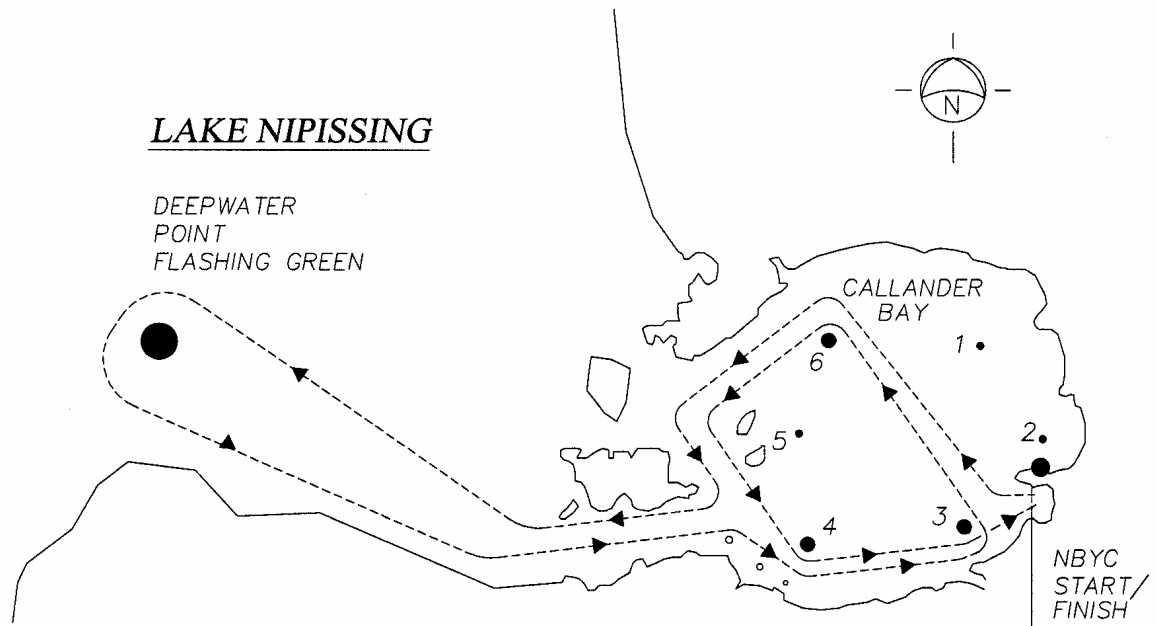 N
LAKE NIPISSING
DEEPWATER
POINT
FLASHING GREEN
CALLANDER
BAY
1
6
2
5
3
4
NBYC
START/
FINISH